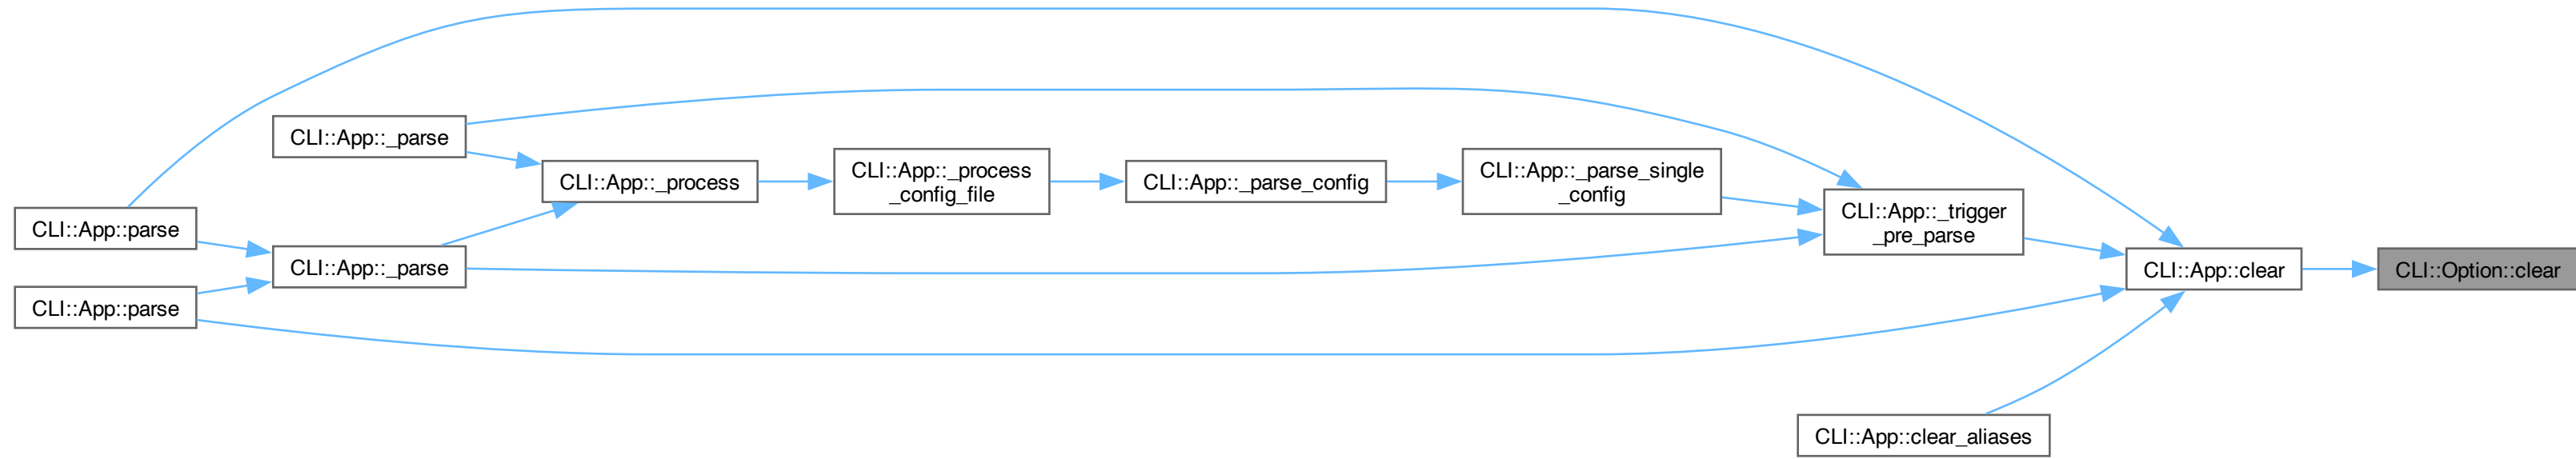 CLI::App::_parse
CLI::App::_process
CLI::App::_process
_config_file
CLI::App::_parse_config
CLI::App::_parse_single
_config
CLI::App::_trigger
_pre_parse
CLI::App::parse
CLI::App::_parse
CLI::App::clear
CLI::Option::clear
CLI::App::parse
CLI::App::clear_aliases